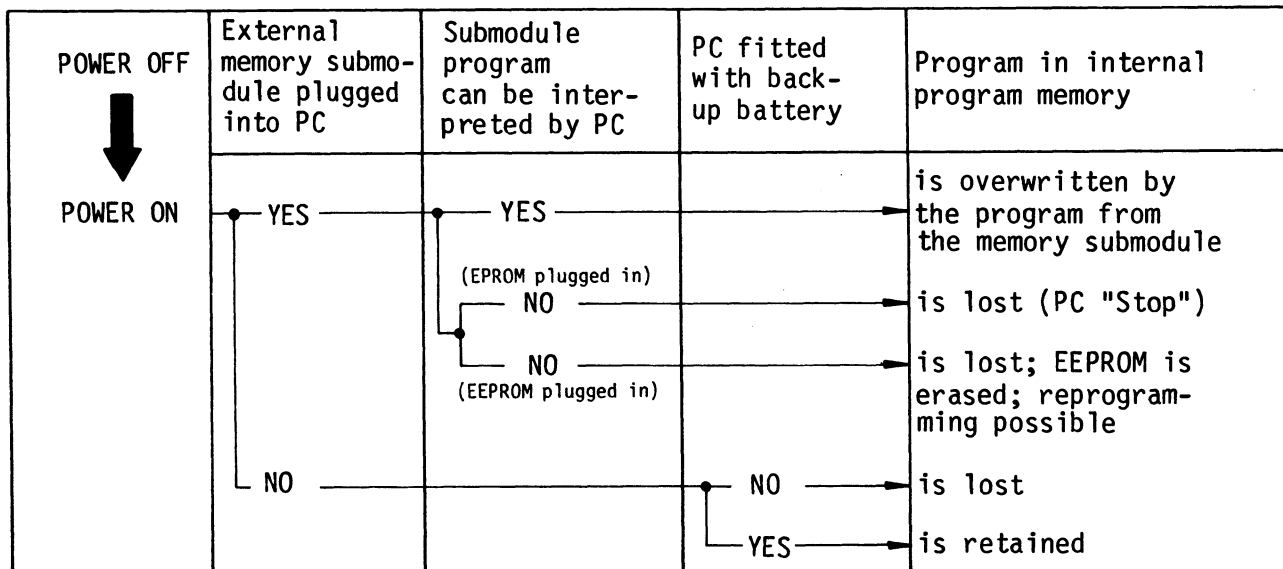 POWER OFF
POWER ON
External
memory submo-
dule plugged
into PC
Submodule
program
can be inter-
preted by PC
PC fitted
with back-
up battery
Program in internal
program memory
YES
YES
is overwritten by
the program from
the memory submodule
(EPROM plugged in)
NO
is lost (PC "Stop")
NO
(EEPROM plugged in)
is lost; EEPROM is
erased; reprogram-
ming possible
NO
NO
is lost
YES
is retained